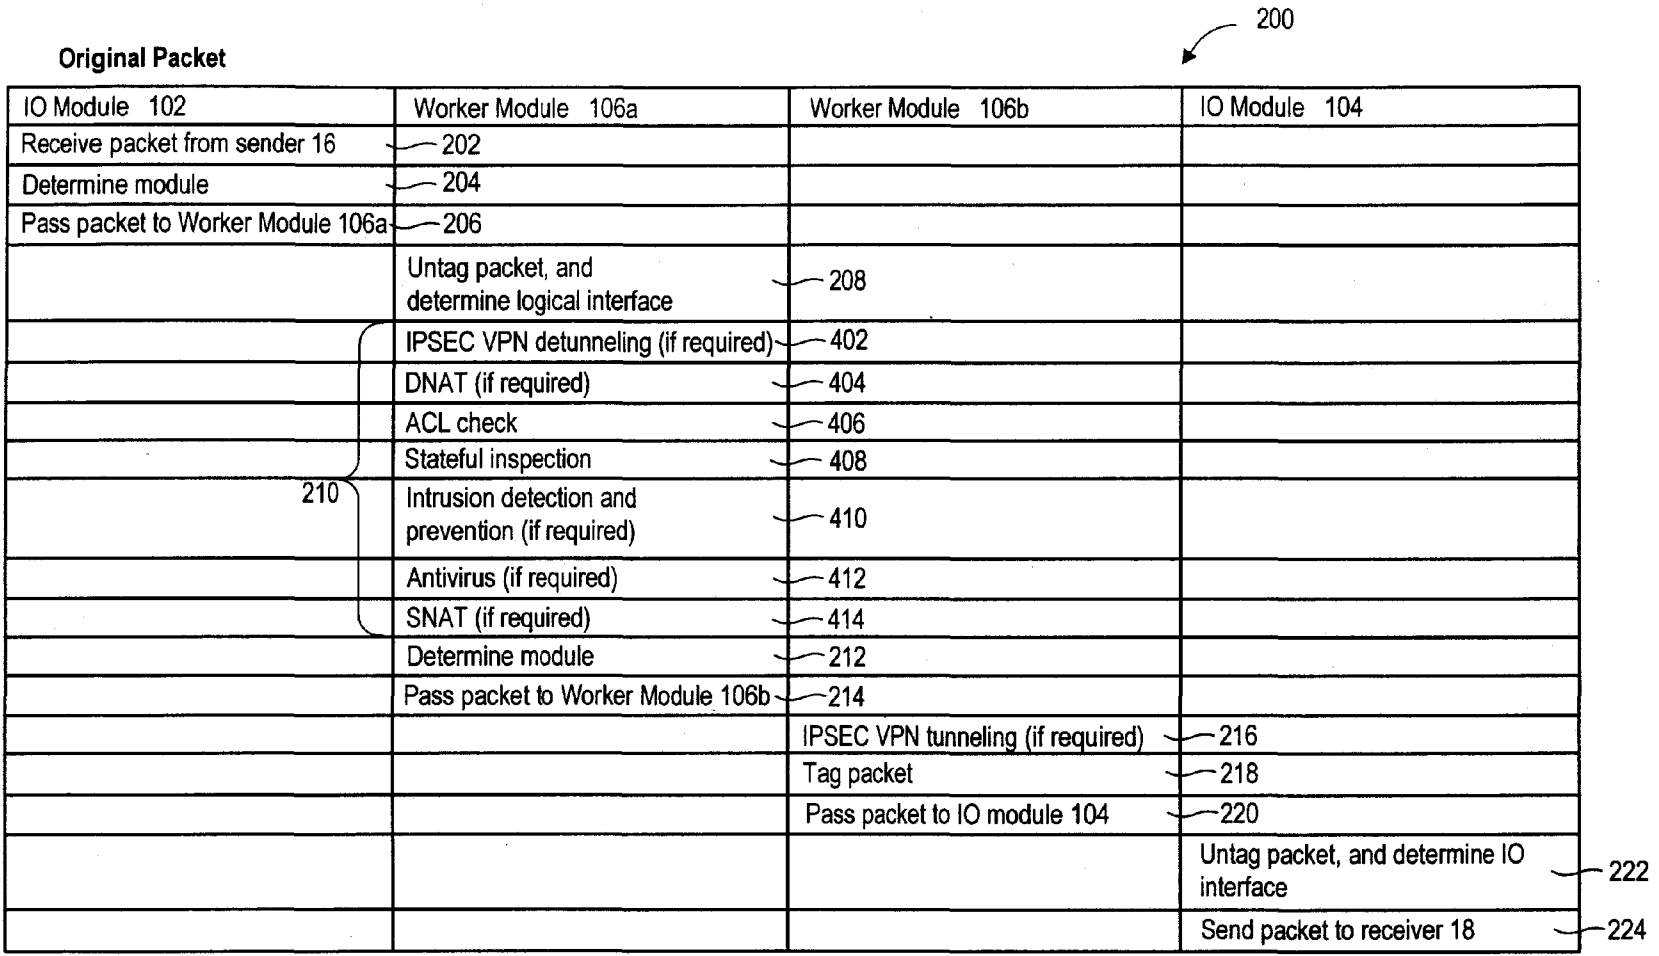 200
Original Packet
IO Module 102
Worker Module 106a
Worker Module 106b
IO Module 104
Receive packet from sender 16
202
Determine module
204
Pass packet to Worker Module 106a
206
Untag packet, and
determine logical interface
208
IPSEC VPN detunneling (if required)
402
DNAT (if required)
404
ACL check
406
Stateful inspection
408
210
Intrusion detection and
prevention (if required)
410
Antivirus (if required)
412
SNAT (if required)
414
Determine module
212
Pass packet to Worker Module 106b
214
IPSEC VPN tunneling (if required)
216
Tag packet
218
Pass packet to IO module 104
220
Untag packet, and determine IO
interface
222
Send packet to receiver 18
224